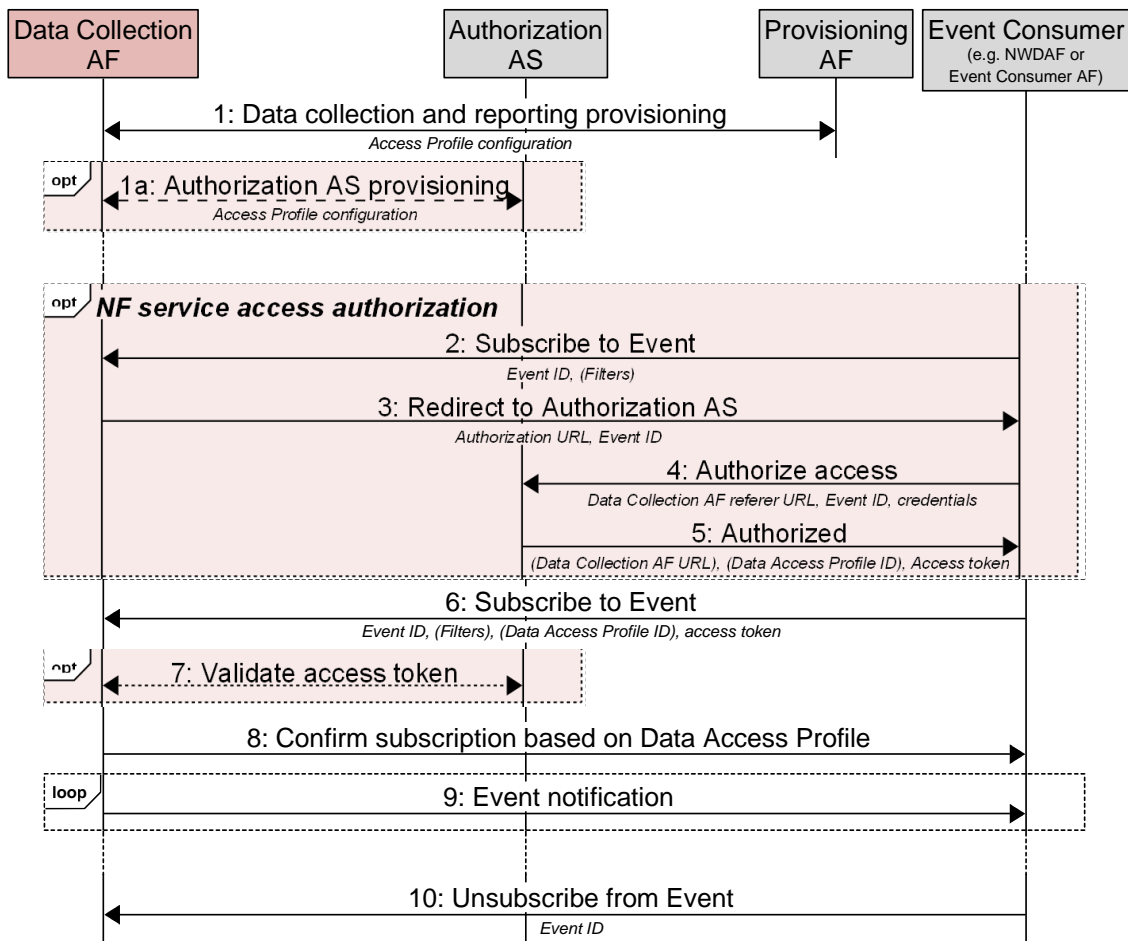 Data Collection
AF
Authorization
AS
Provisioning
AF
Event Consumer
(e.g. NWDAF or
Event Consumer AF)
1: Data collection and reporting provisioning
Access Profile configuration
opt
1a: Authorization AS provisioning
Access Profile configuration
opt
NF service access authorization
2: Subscribe to Event
Event ID, (Filters)
3: Redirect to Authorization AS
Authorization URL, Event ID
4: Authorize access
Data Collection AF referer URL, Event ID, credentials
5: Authorized
(Data Collection AF URL), (Data Access Profile ID), Access token
6: Subscribe to Event
Event ID, (Filters), (Data Access Profile ID), access token
opt
7: Validate access token
8: Confirm subscription based on Data Access Profile
loop
9: Event notification
10: Unsubscribe from Event
Event ID